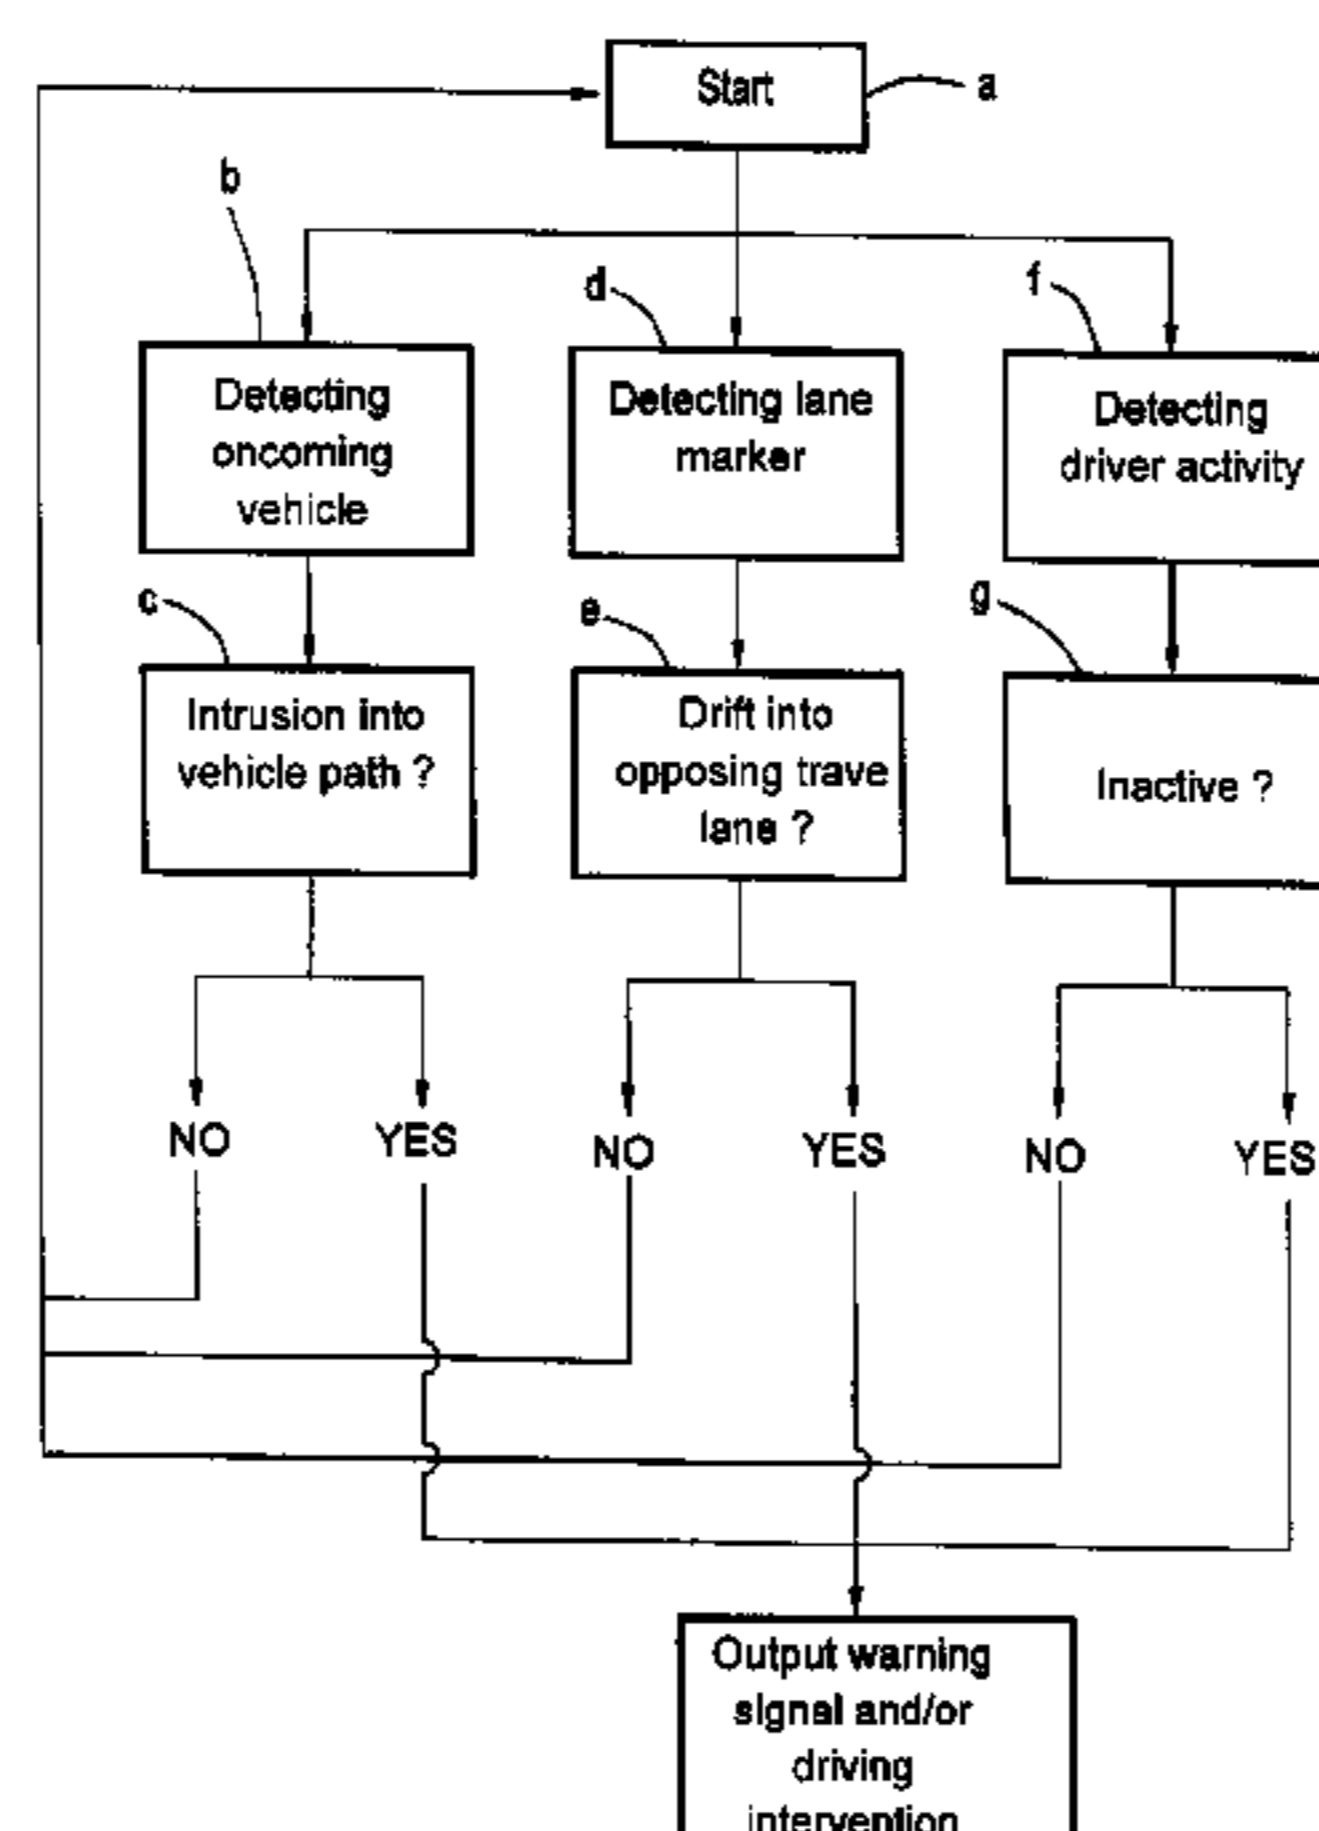 Start
a
b
d
f
Detecting
oncoming
vehicle
Detecting lane
marker
Detecting
driver activity
c
e
g
Intrusion into
vehicle path ?
Drift into
opposing trave
lane ?
Inactive ?
NO
YES
NO
YES
NO
YES
Output warning
signal and/or
driving
intervention